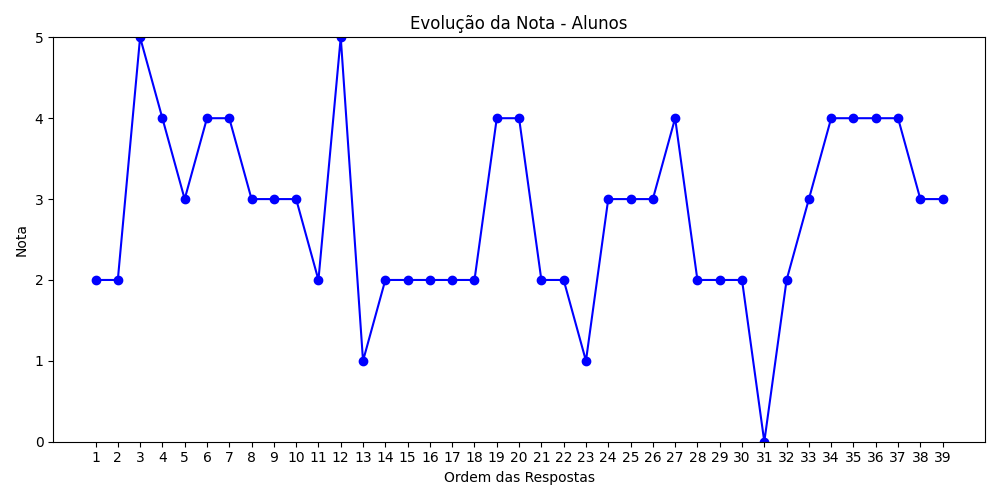 Evolução da Nota - Alunos
5
4
3
2
1
0
Nota
1 2 3 4 5 6 7 8 9 10 11 12 13 14 15 16 17 18 19 20 21 22 23 24 25 26 27 28 29 30 31 32 33 34 35 36 37 38 39
Ordem das Respostas